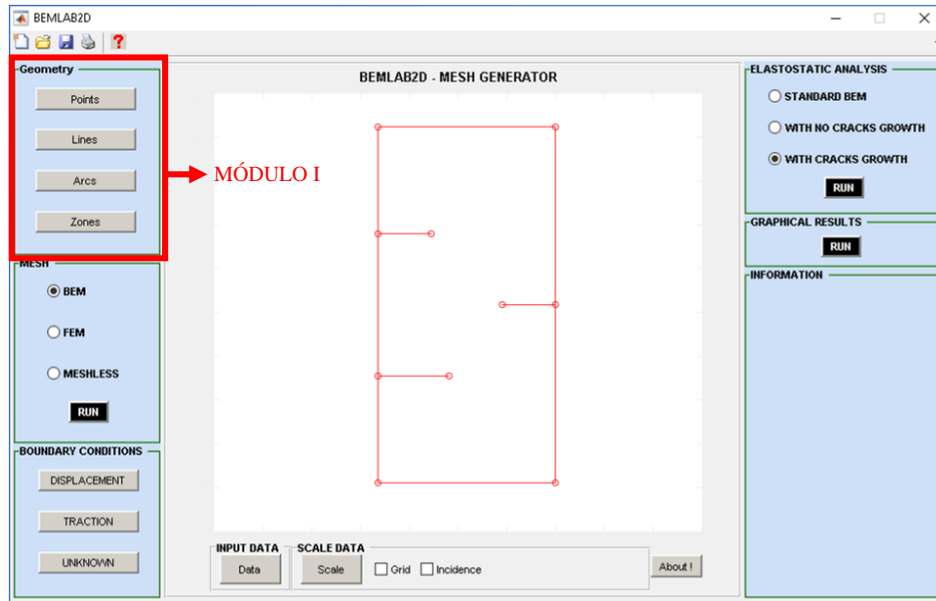 BEMLAB2D
Geometry
Points
Lines
Arcs
Zones
MÓDULO I
MESH
BEM
FEM
MESHLESS
RUN
BOUNDARY CONDITIONS
DISPLACEMENT
TRACTION
UNKNOWN
BEMLAB2D - MESH GENERATOR
INPUT DATA
Data
SCALE DATA
Scale
Grid
Incidence
About !
ELASTOSTATIC ANALYSIS
STANDARD BEM
WITH NO CRACKS GROWTH
WITH CRACKS GROWTH
RUN
GRAPHICAL RESULTS
RUN
INFORMATION